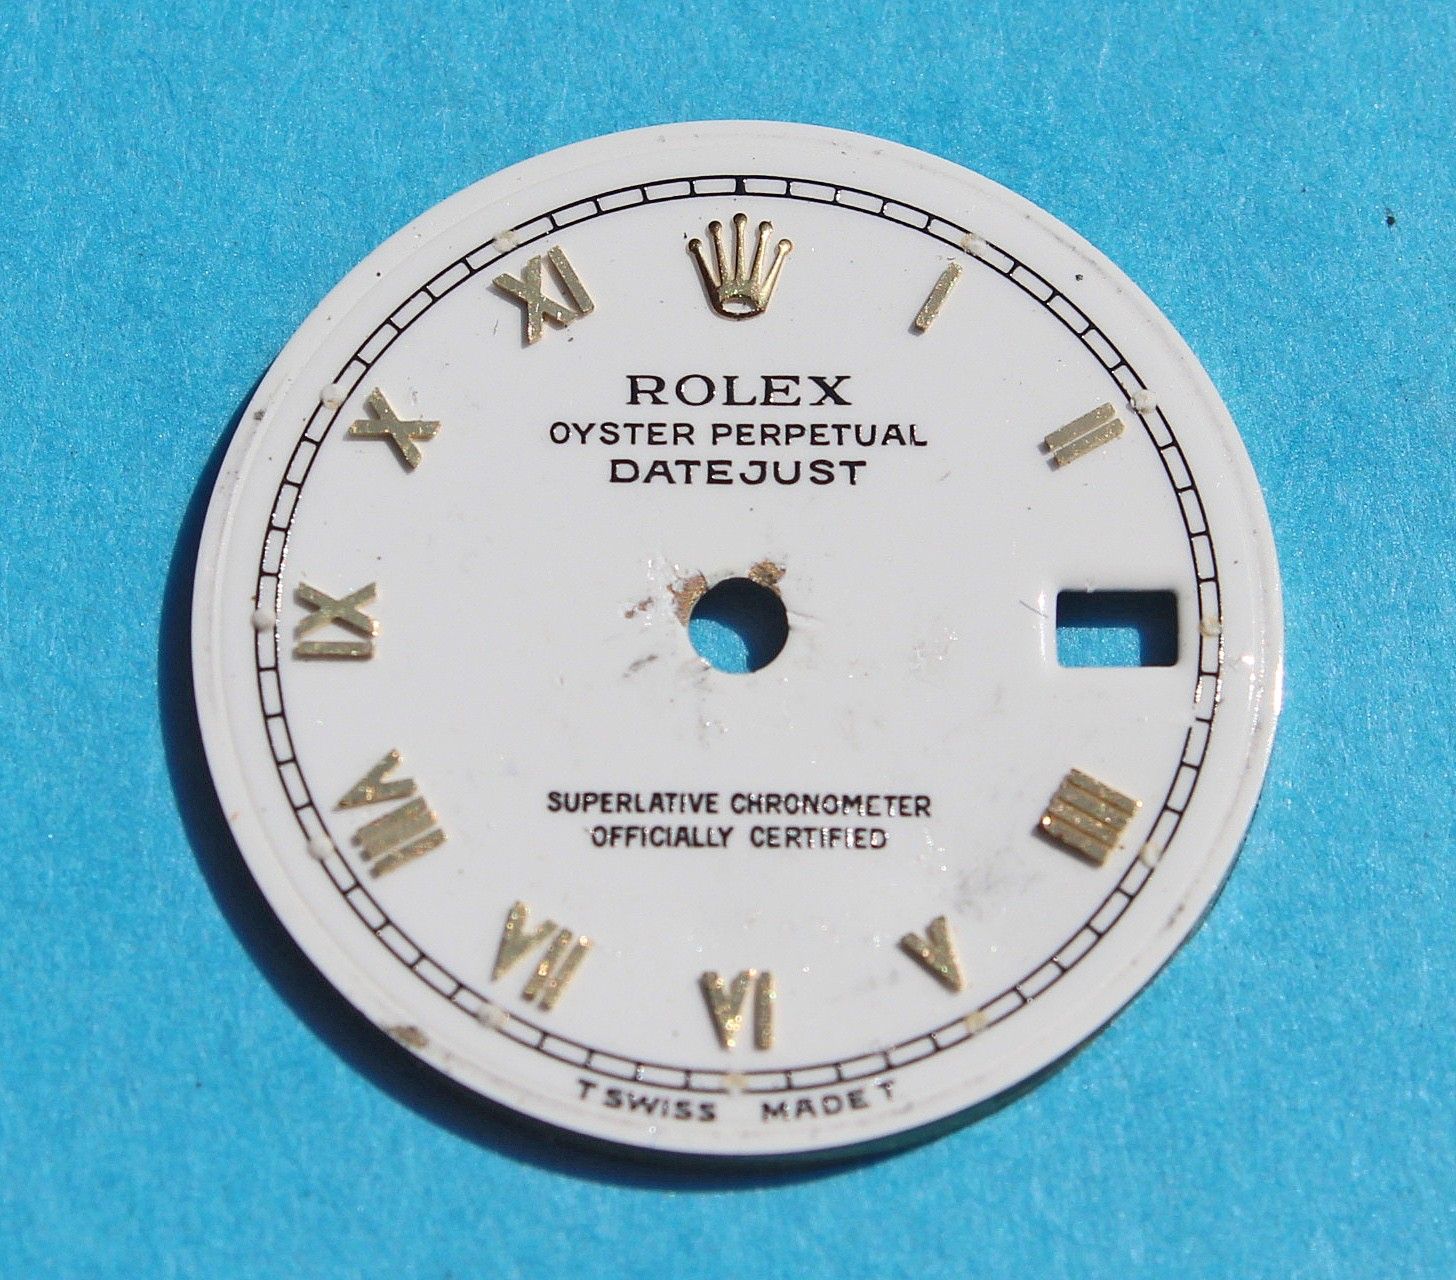 XI I
X II
ROLEX
OYSTER PERPETUAL
DATEJUST
IX
VIII IIII
SUPERLATIVE CHRONOMETER
OFFICIALLY CERTIFIED
VII VI V
T SWISS MADE T